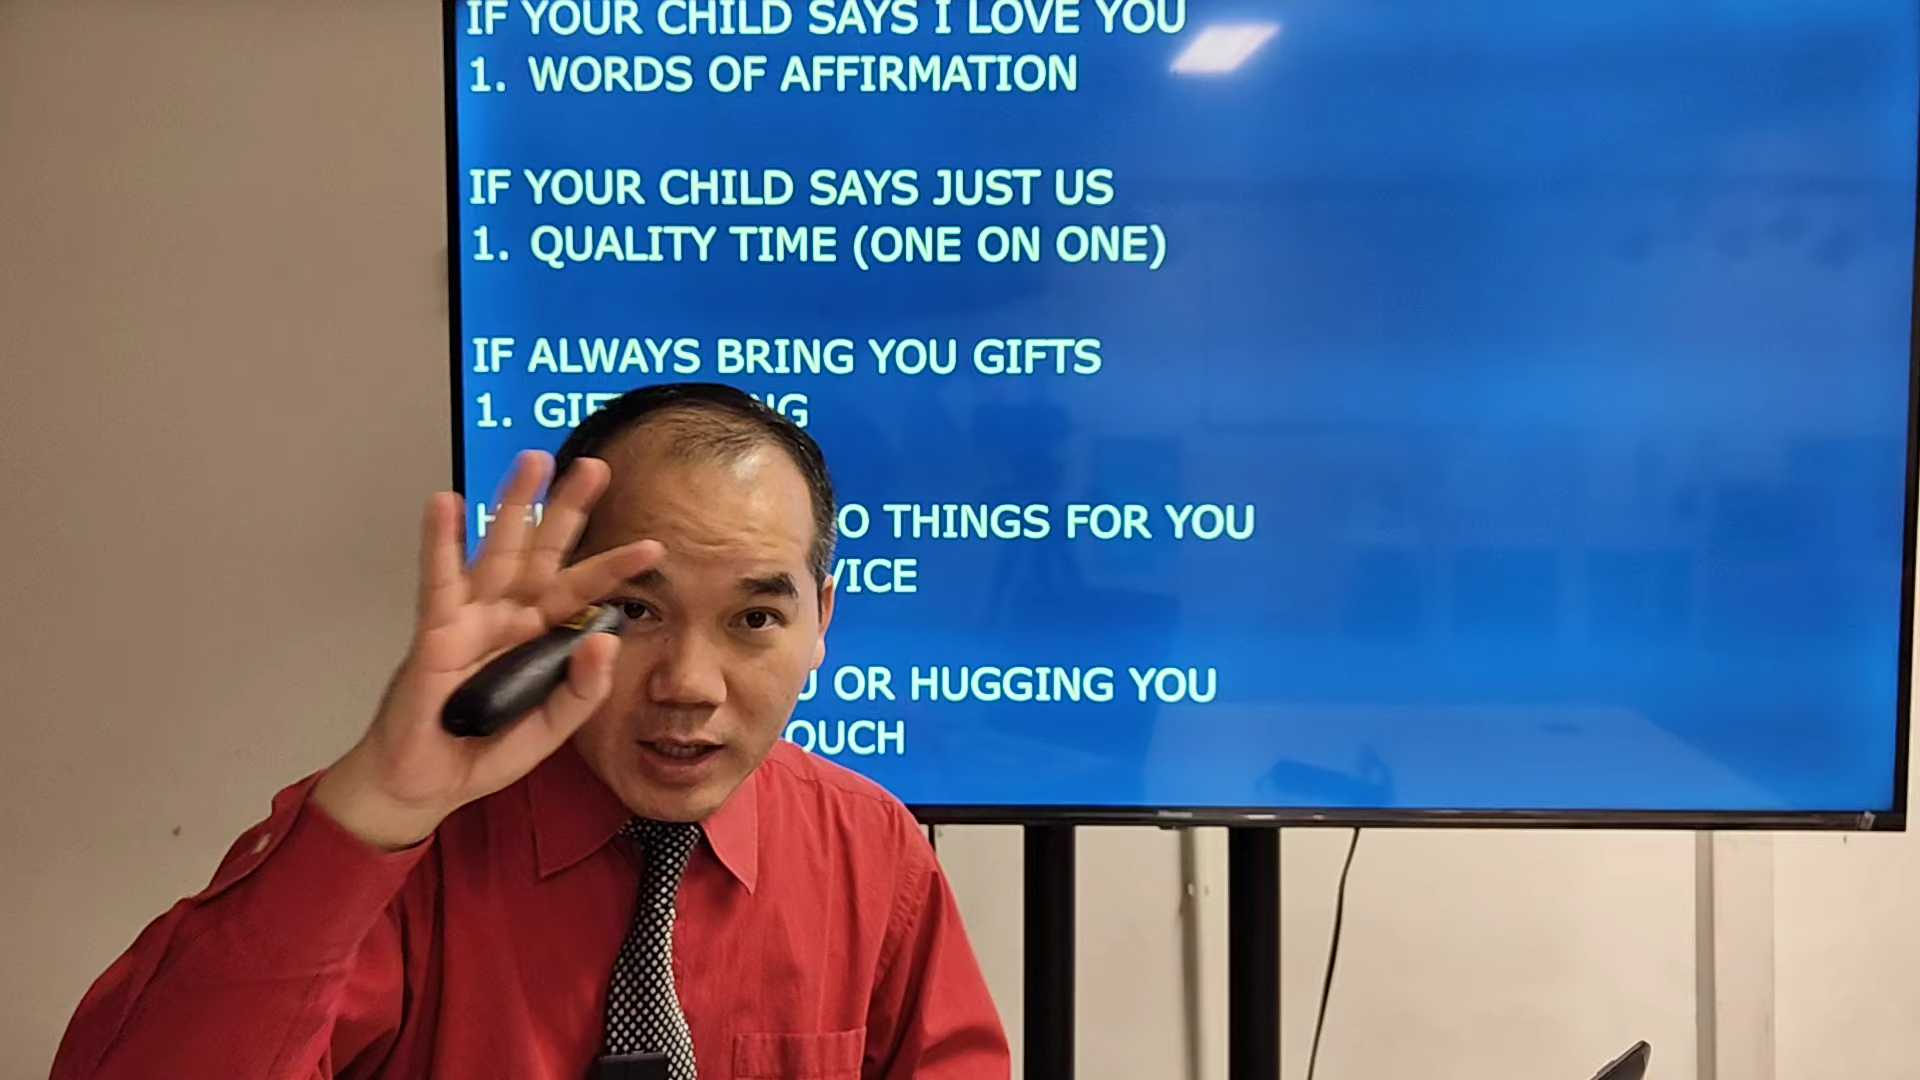 IF YOUR CHILD SAYS I LOVE YOU
1. WORDS OF AFFIRMATION
IF YOUR CHILD SAYS JUST US
1. QUALITY TIME (ONE ON ONE)
IF ALWAYS BRING YOU GIFTS
1.
THINGS FOR YOU
OR HUGGING YOU